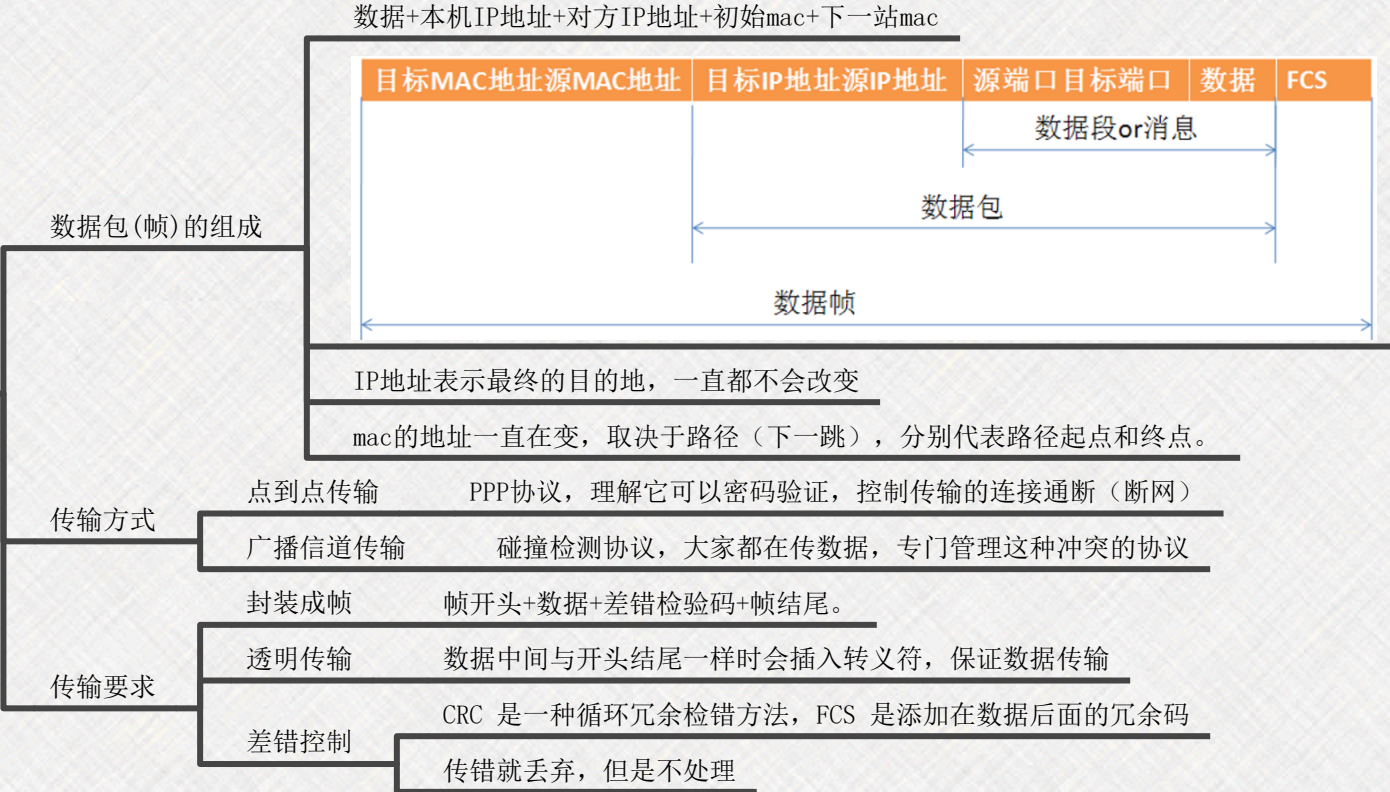 数据+本机IP地址+对方IP地址+初始mac+下一站mac
目标MAC地址源MAC地址 目标IP地址源IP地址 源端口目标端口 数据 FCS
数据段or消息
数据包
数据帧
数据包(帧)的组成
IP地址表示最终的目的地，一直都不会改变
mac的地址一直在变，取决于路径（下一跳），分别代表路径起点和终点。
传输方式
点到点传输 PPP协议，理解它可以密码验证，控制传输的连接通断（断网）
广播信道传输 碰撞检测协议，大家都在传数据，专门管理这种冲突的协议
传输要求
封装成帧 帧开头+数据+差错检验码+帧结尾。
透明传输 数据中间与开头结尾一样时会插入转义符，保证数据传输
差错控制
CRC 是一种循环冗余检错方法，FCS 是添加在数据后面的冗余码
传错就丢弃，但是不处理